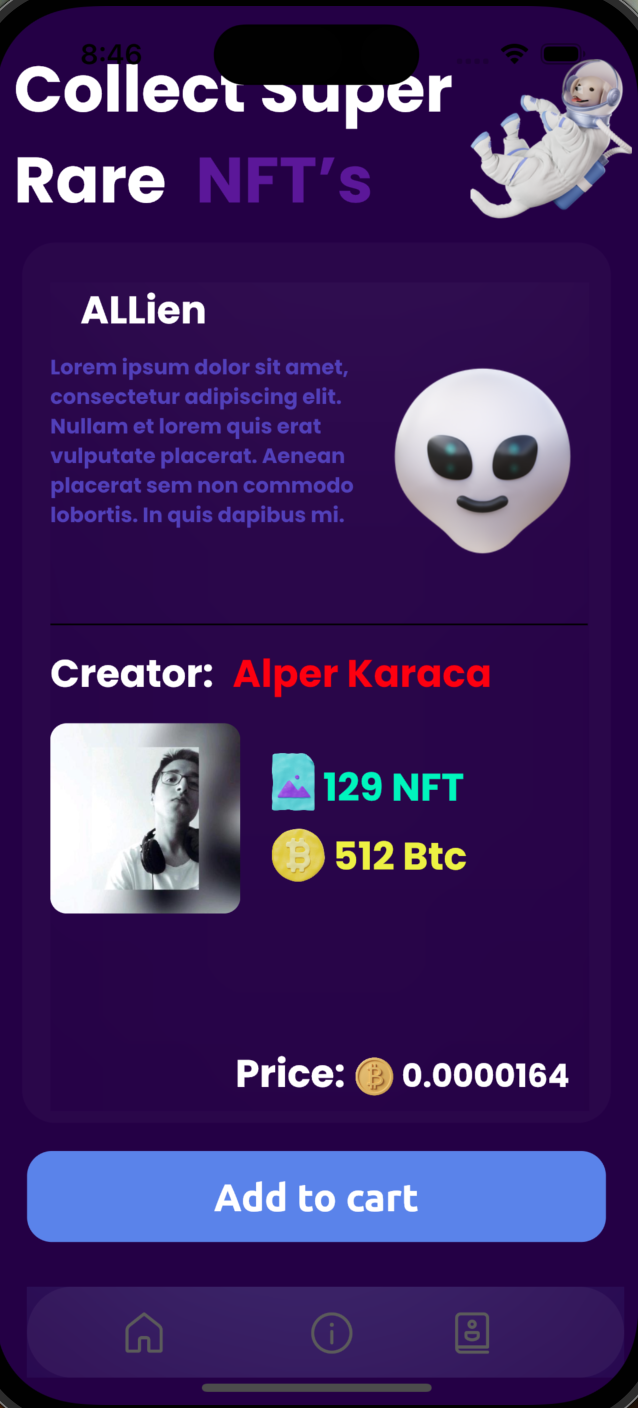 8:46
Collect Super
Rare NFT’s
ALLien
Lorem ipsum dolor sit amet,
consectetur adipiscing elit.
Nullam et lorem quis erat
vulputate placerat. Aenean
placerat sem non commodo
lobortis. In quis dapibus mi.
Creator: Alper Karaca
129 NFT
512 Btc
Price: 0.0000164
Add to cart